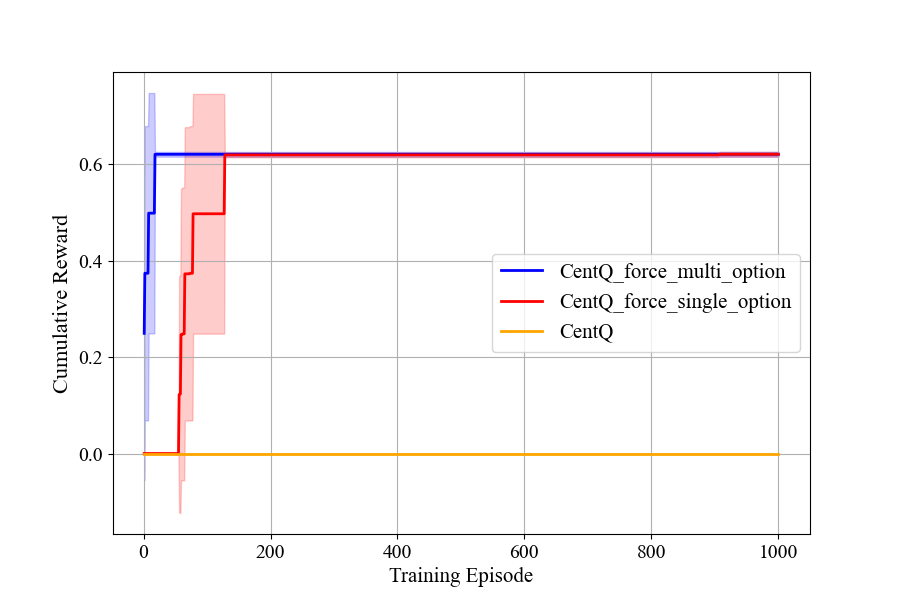 Cumulative Reward
0.6
0.4
0.2
0.0
CentQ_force_multi_option
CentQ_force_single_option
CentQ
0 200 400 600 800 1000
Training Episode